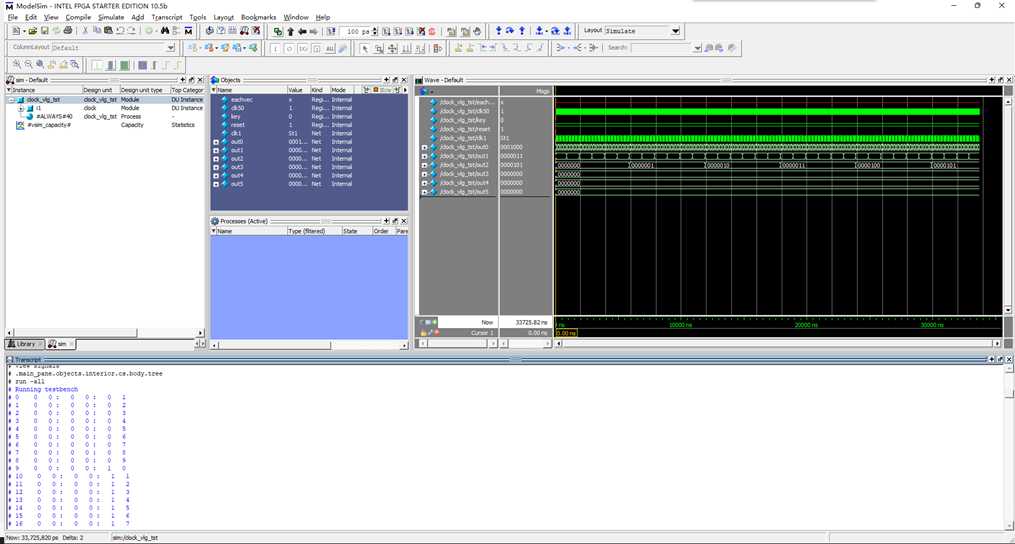 ModelSim - INTEL FPGA STARTER EDITION 10.5b
File Edit View Compile Simulate Add Transcript Tools Layout Bookmarks Window Help
100 ps
Layout Simulate
ColumnLayout Default
Search:
sim - Default
Instance Design unit Design unit type Top Category
clock_vlg_tst clock_vlg_tst Module DU Instance
i1 clock Module DU Instance
#ALWAYS#40 clock_vlg_tst Process -
#vsim_capacity# Capacity Statistics
Library sim
Objects
Name Value Kind Mode Now
eachvec x Regi... Internal
clk50 1 Regi... Internal
key 0 Regi... Internal
reset 1 Regi... Internal
clk1 St1 Net Internal
out0 0001... Net Internal
out1 0000... Net Internal
out2 0000... Net Internal
out3 0000... Net Internal
out4 0000... Net Internal
out5 0000... Net Internal
Processes (Active)
Name Type (filtered) State Order Pare
Wave - Default
Msgs
/clock_vlg_tst/each... x
/clock_vlg_tst/clk50 1
/clock_vlg_tst/key 0
/clock_vlg_tst/reset 1
/clock_vlg_tst/clk1 St1
/clock_vlg_tst/out0 0001000
/clock_vlg_tst/out1 0000011
/clock_vlg_tst/out2 0000101 0000000 0000001 0000010 0000011 0000100 0000101
/clock_vlg_tst/out3 0000000 0000000
/clock_vlg_tst/out4 0000000 0000000
/clock_vlg_tst/out5 0000000 0000000
Now 33725.82 ns ns 10000 ns 20000 ns 30000 ns
Cursor 1 0.00 ns 0.00 ns
Transcript
# view signals
# .main_pane.objects.interior.cs.body.tree
# run -all
# Running testbench
# 0 0 0 : 0 0 : 0 1
# 1 0 0 : 0 0 : 0 2
# 2 0 0 : 0 0 : 0 3
# 3 0 0 : 0 0 : 0 4
# 4 0 0 : 0 0 : 0 5
# 5 0 0 : 0 0 : 0 6
# 6 0 0 : 0 0 : 0 7
# 7 0 0 : 0 0 : 0 8
# 8 0 0 : 0 0 : 0 9
# 9 0 0 : 0 0 : 1 0
# 10 0 0 : 0 0 : 1 1
# 11 0 0 : 0 0 : 1 2
# 12 0 0 : 0 0 : 1 3
# 13 0 0 : 0 0 : 1 4
# 14 0 0 : 0 0 : 1 5
# 15 0 0 : 0 0 : 1 6
# 16 0 0 : 0 0 : 1 7
Now: 33,725,820 ps Delta: 2 sim:/clock_vlg_tst